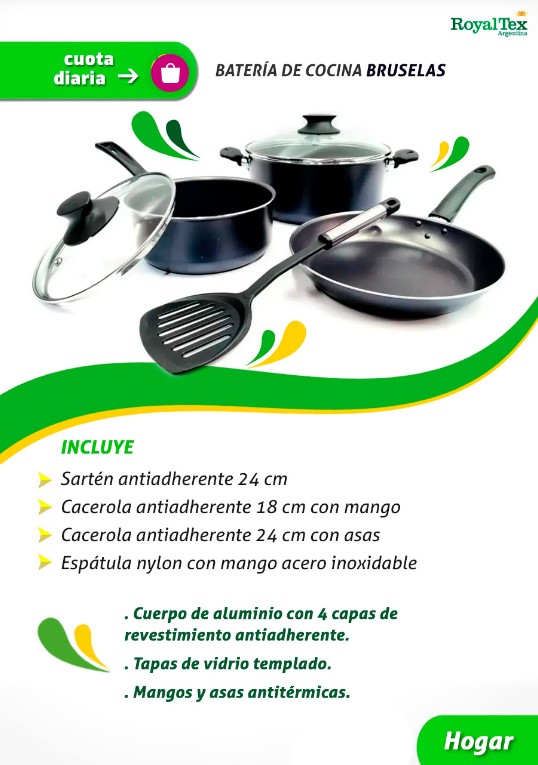 RoyalTex
Argentina
cuota
diaria →
BATERÍA DE COCINA BRUSELAS
INCLUYE
Sartén antiadherente 24 cm
Cacerola antiadherente 18 cm con mango
Cacerola antiadherente 24 cm con asas
Espátula nylon con mango acero inoxidable
. Cuerpo de aluminio con 4 capas de
revestimiento antiadherente.
. Tapas de vidrio templado.
. Mangos y asas antitérmicas.
Hogar